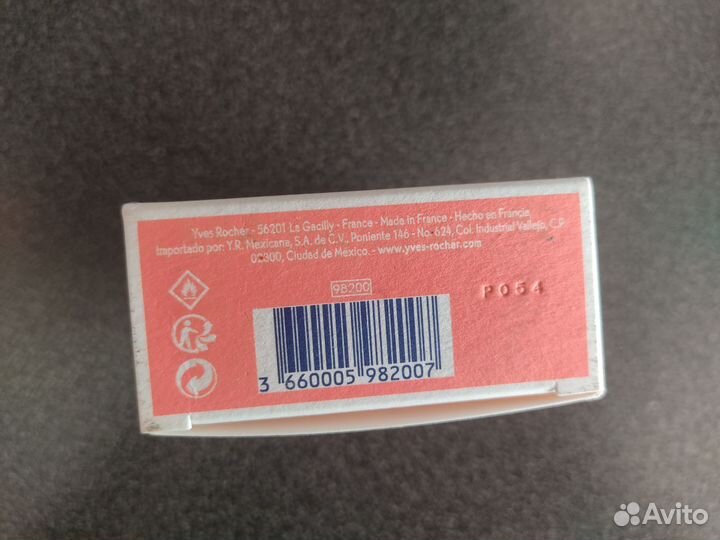 Yves Rocher - 56201 La Gacilly - France - Made in France - Hecho en Francia
Importado por: Y.R. Mexicana, S.A. de C.V., Poniente 146 - No. 624, Col. Industrial Vallejo, C.P.
02300, Ciudad de México. - www.yves-rocher.com
98200
P054
3 660005 982007
Avito